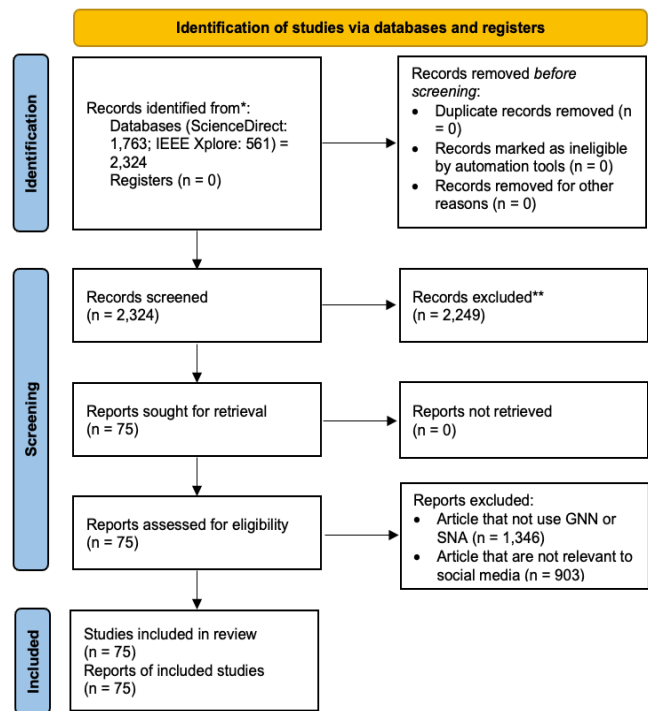 Identification of studies via databases and registers
Identification
Records identified from*:
Databases (ScienceDirect:
1,763; IEEE Xplore: 561) =
2,324
Registers (n = 0)
Records removed before
screening:
• Duplicate records removed (n
= 0)
• Records marked as ineligible
by automation tools (n = 0)
• Records removed for other
reasons (n = 0)
Screening
Records screened
(n = 2,324)
Records excluded**
(n = 2,249)
Reports sought for retrieval
(n = 75)
Reports not retrieved
(n = 0)
Reports assessed for eligibility
(n = 75)
Reports excluded:
• Article that not use GNN or
SNA (n = 1,346)
• Article that are not relevant to
social media (n = 903)
Included
Studies included in review
(n = 75)
Reports of included studies
(n = 75)